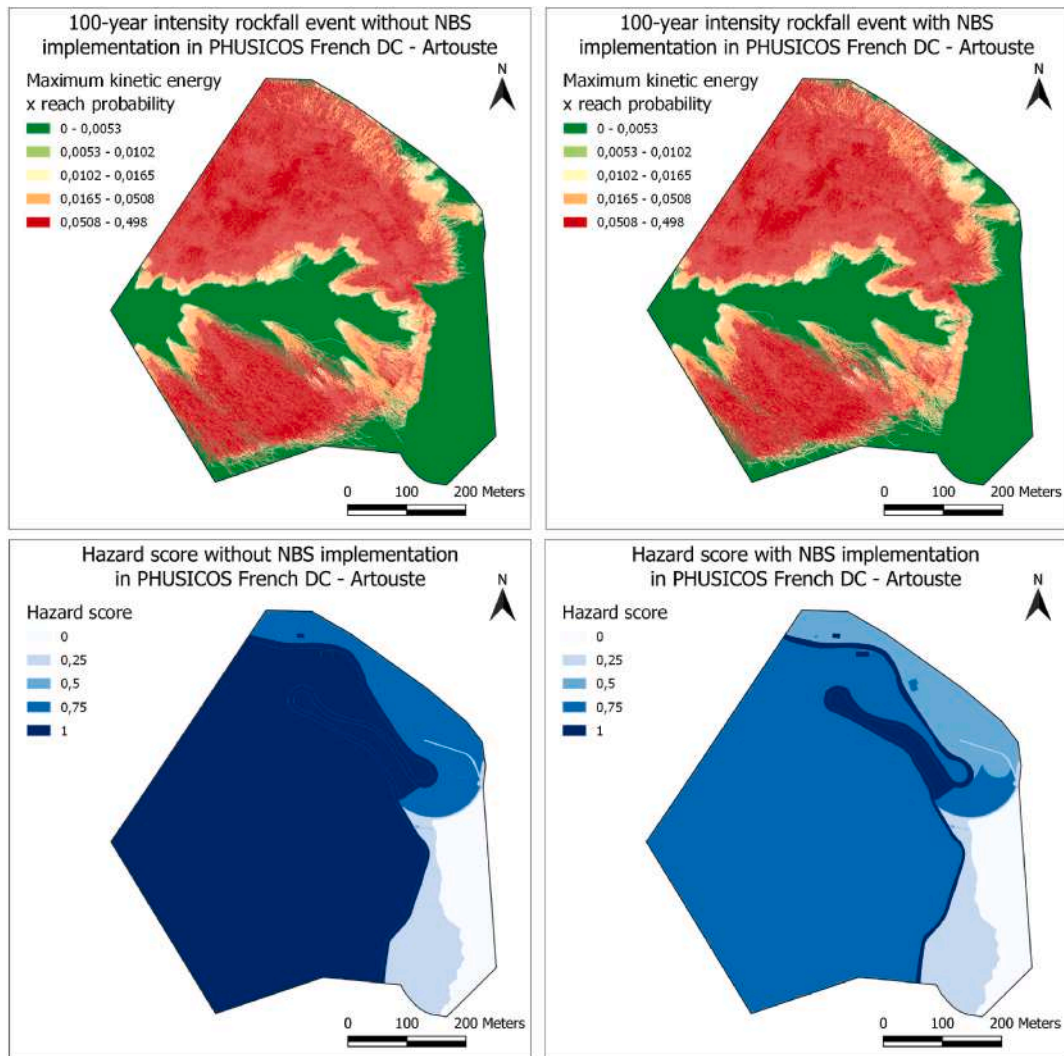 100-year intensity rockfall event without NBS
implementation in PHUSICOS French DC - Artouste
Maximum kinetic energy
x reach probability
0 - 0,0053
0,0053 - 0,0102
0,0102 - 0,0165
0,0165 - 0,0508
0,0508 - 0,498
N
0 100 200 Meters
100-year intensity rockfall event with NBS
implementation in PHUSICOS French DC - Artouste
Maximum kinetic energy
x reach probability
0 - 0,0053
0,0053 - 0,0102
0,0102 - 0,0165
0,0165 - 0,0508
0,0508 - 0,498
N
0 100 200 Meters
Hazard score without NBS implementation
in PHUSICOS French DC - Artouste
Hazard score
0
0,25
0,5
0,75
1
N
0 100 200 Meters
Hazard score with NBS implementation
in PHUSICOS French DC - Artouste
Hazard score
0
0,25
0,5
0,75
1
N
0 100 200 Meters